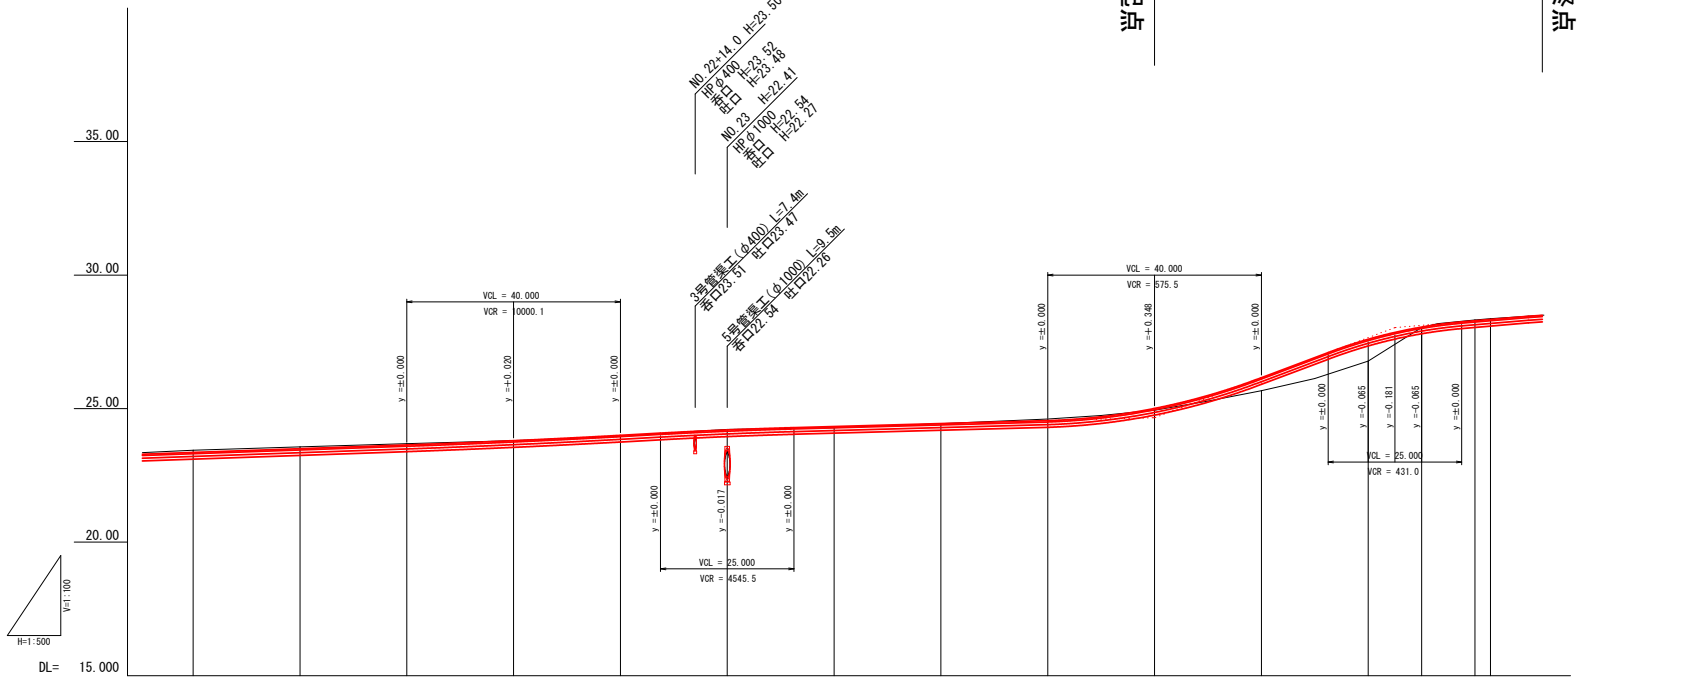 点
点
NO.22+14.0 H=23.50
HPφ400
呑口 H=23.52
吐口 H=23.48
NO.23 H=22.41
HPφ1000
呑口 H=22.54
吐口 H=22.27
3号管渠工(φ400) L=7.4m
呑口23.51 吐口23.47
5号管渠工(φ1000) L=9.5m
呑口22.54 吐口22.26
35.00
30.00
25.00
20.00
DL= 15.000
V=1:100
H=1:500
VCL = 40.000
VCR = 10000.1
y =±0.000
y =+0.020
y =±0.000
y =±0.000
y =-0.017
y =±0.000
VCL = 25.000
VCR = 4545.5
VCL = 40.000
VCR = 575.5
y =±0.000
y =+0.348
y =±0.000
y =±0.000
y =-0.065
y =-0.181
y =-0.065
y =±0.000
VCL = 25.000
VCR = 431.0